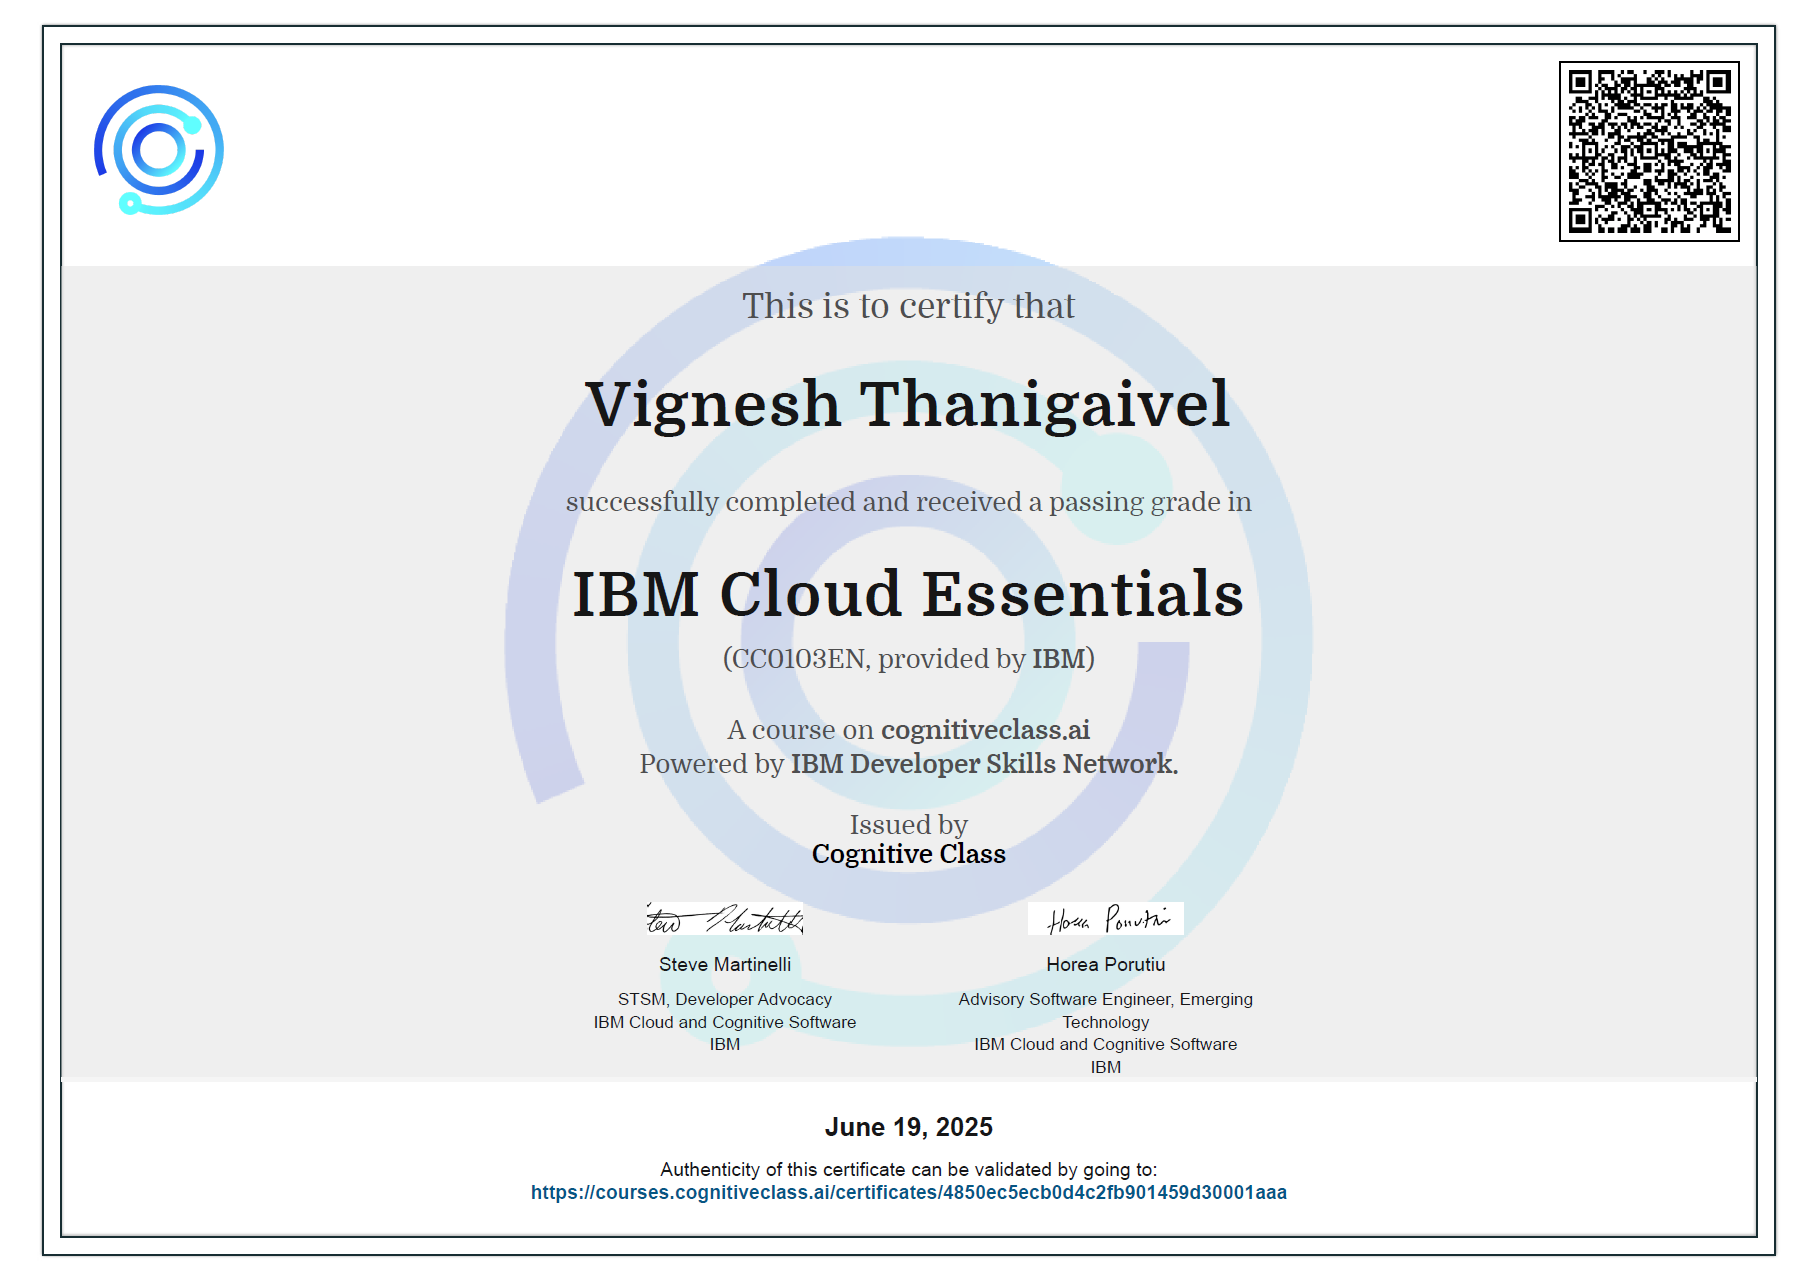 This is to certify that
Vignesh Thanigaivel
successfully completed and received a passing grade in
IBM Cloud Essentials
(CC0103EN, provided by IBM)
A course on cognitiveclass.ai
Powered by IBM Developer Skills Network.
Issued by
Cognitive Class
Steve Martinelli
STSM, Developer Advocacy
IBM Cloud and Cognitive Software
IBM
Horea Porutiu
Horea Porutiu
Advisory Software Engineer, Emerging
Technology
IBM Cloud and Cognitive Software
IBM
June 19, 2025
Authenticity of this certificate can be validated by going to:
https://courses.cognitiveclass.ai/certificates/4850ec5ecb0d4c2fb901459d30001aaa